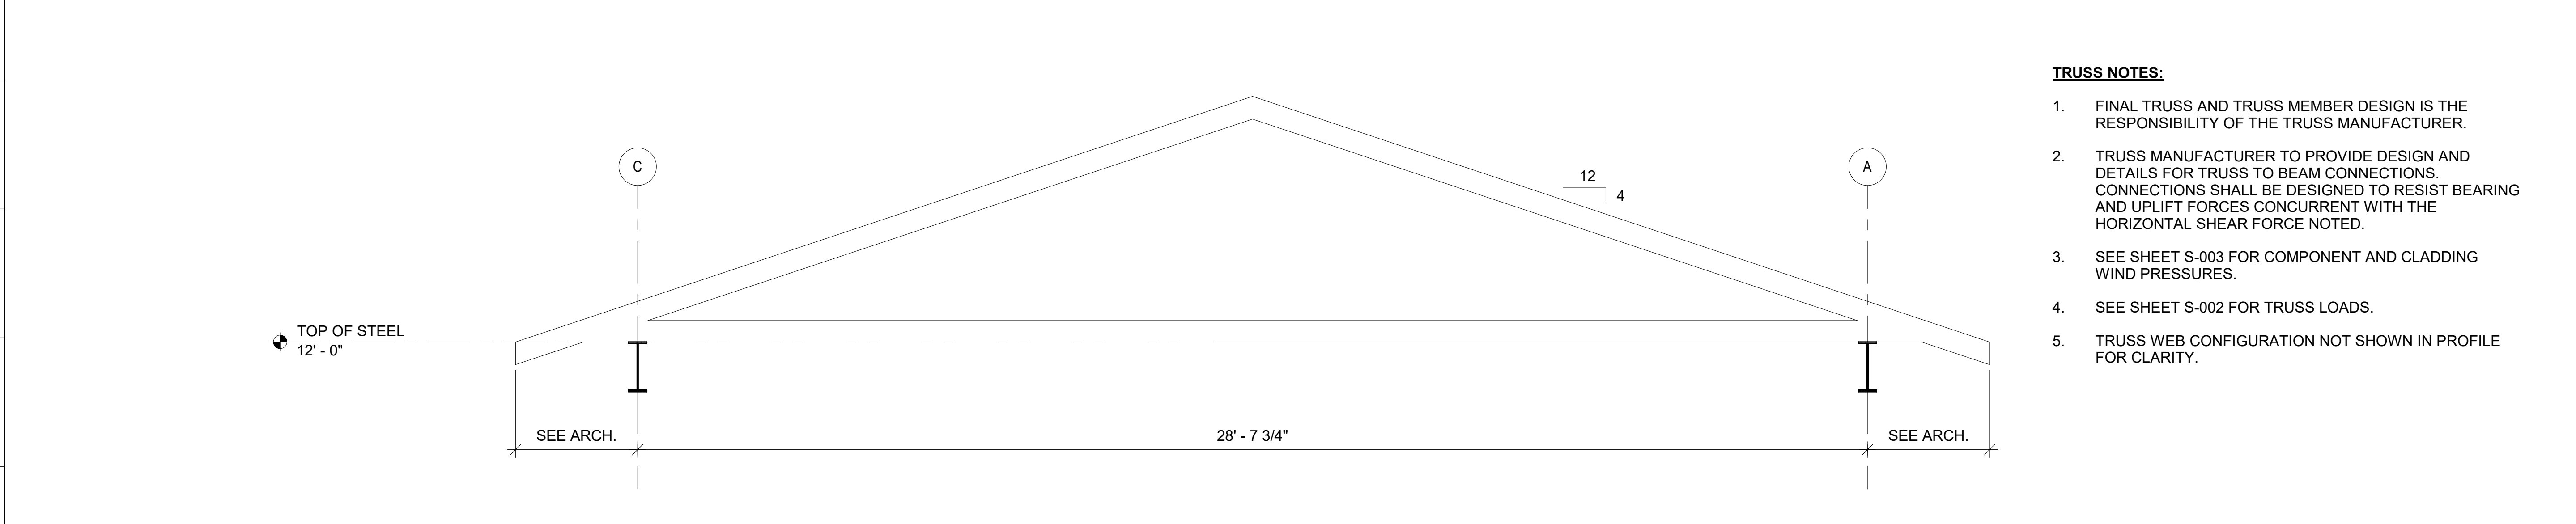 TRUSS NOTES:
1. FINAL TRUSS AND TRUSS MEMBER DESIGN IS THE
RESPONSIBILITY OF THE TRUSS MANUFACTURER.
2. TRUSS MANUFACTURER TO PROVIDE DESIGN AND
DETAILS FOR TRUSS TO BEAM CONNECTIONS.
CONNECTIONS SHALL BE DESIGNED TO RESIST BEARING
AND UPLIFT FORCES CONCURRENT WITH THE
HORIZONTAL SHEAR FORCE NOTED.
3. SEE SHEET S-003 FOR COMPONENT AND CLADDING
WIND PRESSURES.
4. SEE SHEET S-002 FOR TRUSS LOADS.
5. TRUSS WEB CONFIGURATION NOT SHOWN IN PROFILE
FOR CLARITY.
C
A
12
4
TOP OF STEEL
12' - 0"
SEE ARCH.
28' - 7 3/4"
SEE ARCH.